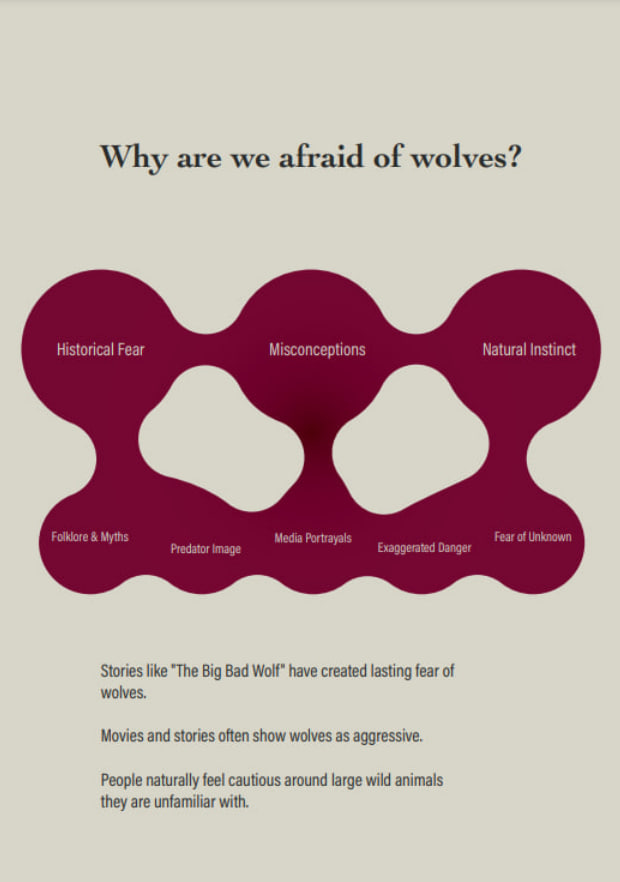 Why are we afraid of wolves?
Historical Fear
Misconceptions
Natural Instinct
Folklore & Myths
Predator Image
Media Portrayals
Exaggerated Danger
Fear of Unknown
Stories like "The Big Bad Wolf" have created lasting fear of
wolves.
Movies and stories often show wolves as aggressive.
People naturally feel cautious around large wild animals
they are unfamiliar with.